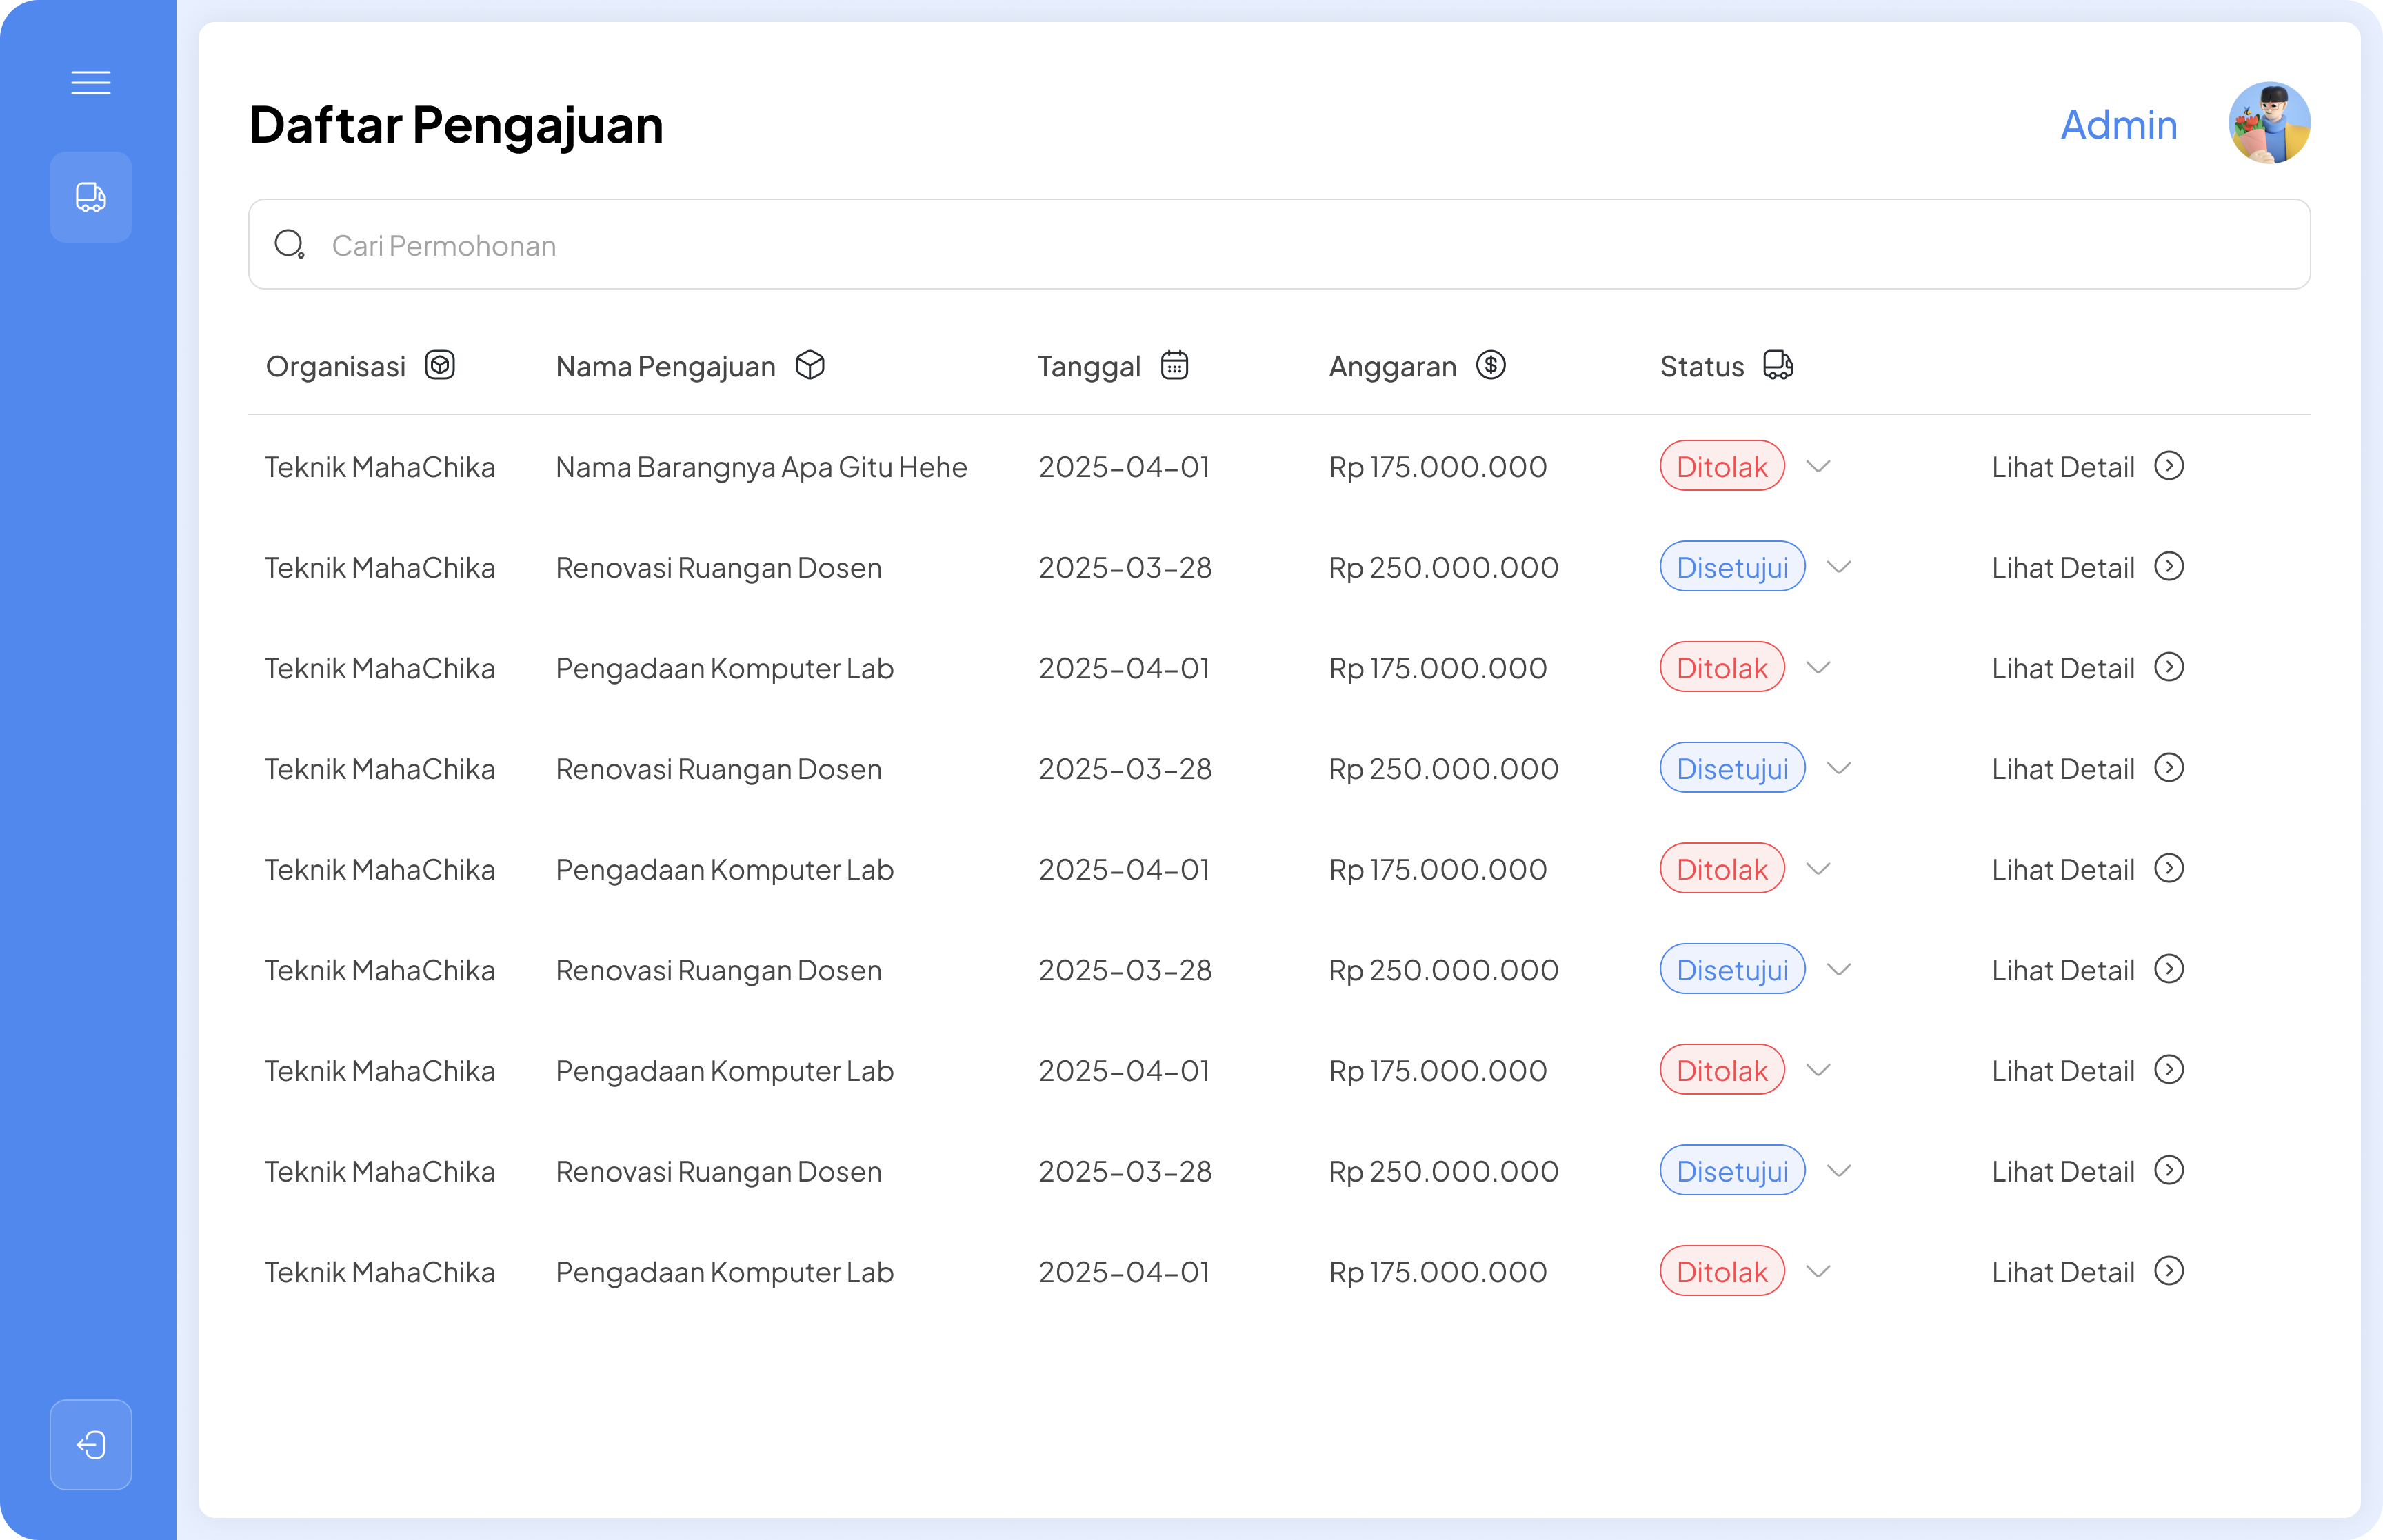 Daftar Pengajuan
Admin
Cari Permohonan
Organisasi Nama Pengajuan Tanggal Anggaran Status
Teknik MahaChika Nama Barangnya Apa Gitu Hehe 2025-04-01 Rp 175.000.000 Ditolak Lihat Detail
Teknik MahaChika Renovasi Ruangan Dosen 2025-03-28 Rp 250.000.000 Disetujui Lihat Detail
Teknik MahaChika Pengadaan Komputer Lab 2025-04-01 Rp 175.000.000 Ditolak Lihat Detail
Teknik MahaChika Renovasi Ruangan Dosen 2025-03-28 Rp 250.000.000 Disetujui Lihat Detail
Teknik MahaChika Pengadaan Komputer Lab 2025-04-01 Rp 175.000.000 Ditolak Lihat Detail
Teknik MahaChika Renovasi Ruangan Dosen 2025-03-28 Rp 250.000.000 Disetujui Lihat Detail
Teknik MahaChika Pengadaan Komputer Lab 2025-04-01 Rp 175.000.000 Ditolak Lihat Detail
Teknik MahaChika Renovasi Ruangan Dosen 2025-03-28 Rp 250.000.000 Disetujui Lihat Detail
Teknik MahaChika Pengadaan Komputer Lab 2025-04-01 Rp 175.000.000 Ditolak Lihat Detail